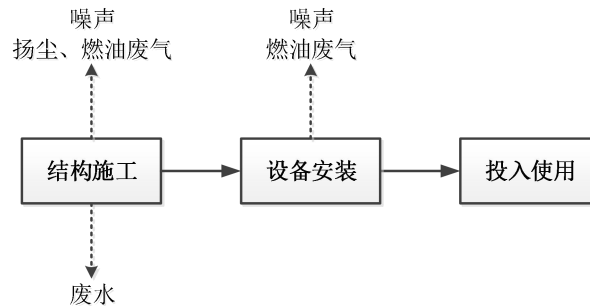 噪声
扬尘、燃油废气
噪声
燃油废气
结构施工
设备安装
投入使用
废水